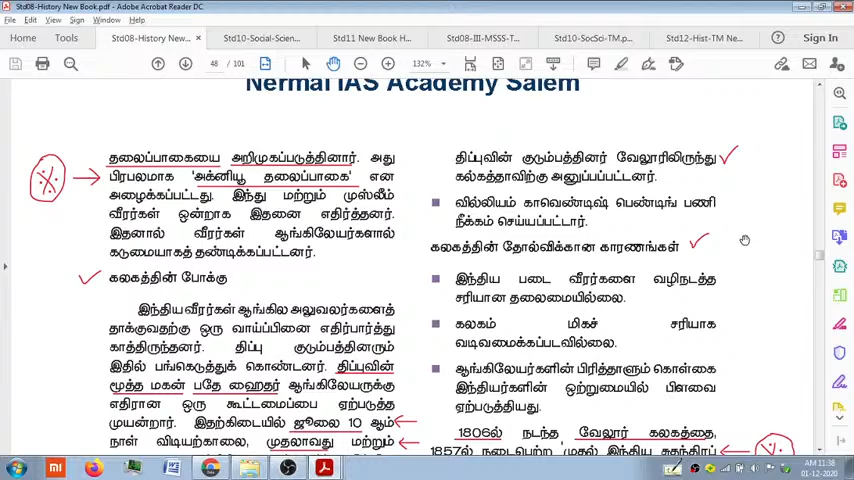 Std08-History New Book.pdf - Adobe Acrobat Reader DC
File Edit View Sign Window Help
Home Tools Std08-History New... × Std10-Social-Scien... Std11 New Book H... Std08-III-MSSS-T... Std10-SocSci-TM.p... Std12-Hist-TM Ne... Sign In
48 / 101 132%
Nermal IAS Academy Salem
தலைப்பாகையை அறிமுகப்படுத்தினார். அது
பிரபலமாக 'அக்னியூ தலைப்பாகை' என
அழைக்கப்பட்டது. இந்து மற்றும் முஸ்லீம்
வீரர்கள் ஒன்றாக இதனை எதிர்த்தனர்.
இதனால் வீரர்கள் ஆங்கிலேயர்களால்
கடுமையாகத் தண்டிக்கப்பட்டனர்.
கலகத்தின் போக்கு
இந்திய வீரர்கள் ஆங்கில அலுவலர்களைத்
தாக்குவதற்கு ஒரு வாய்ப்பினை எதிர்பார்த்து
காத்திருந்தனர். திப்பு குடும்பத்தினரும்
இதில் பங்கெடுத்துக் கொண்டனர். திப்புவின்
மூத்த மகன் பதே ஹைதர் ஆங்கிலேயருக்கு
எதிரான ஒரு கூட்டமைப்பை ஏற்படுத்த
முயன்றார். இதற்கிடையில் ஜூலை 10 ஆம்
நாள் விடியற்காலை, முதலாவது மற்றும்
திப்புவின் குடும்பத்தினர் வேலூரிலிருந்து
கல்கத்தாவிற்கு அனுப்பப்பட்டனர்.
வில்லியம் காவெண்டிஷ் பெண்டிங் பணி
நீக்கம் செய்யப்பட்டார்.
கலகத்தின் தோல்விக்கான காரணங்கள்
இந்திய படை வீரர்களை வழிநடத்த
சரியான தலைமையில்லை.
கலகம் மிகச் சரியாக
வடிவமைக்கப்படவில்லை.
ஆங்கிலேயர்களின் பிரித்தாளும் கொள்கை
இந்தியர்களின் ஒற்றுமையில் பிளவை
ஏற்படுத்தியது.
1806ல் நடந்த வேலூர் கலகத்தை,
1857ல் நடைபெற்ற 'முதல் இந்திய சுதந்திரப்
AM 11:38
01-12-2020